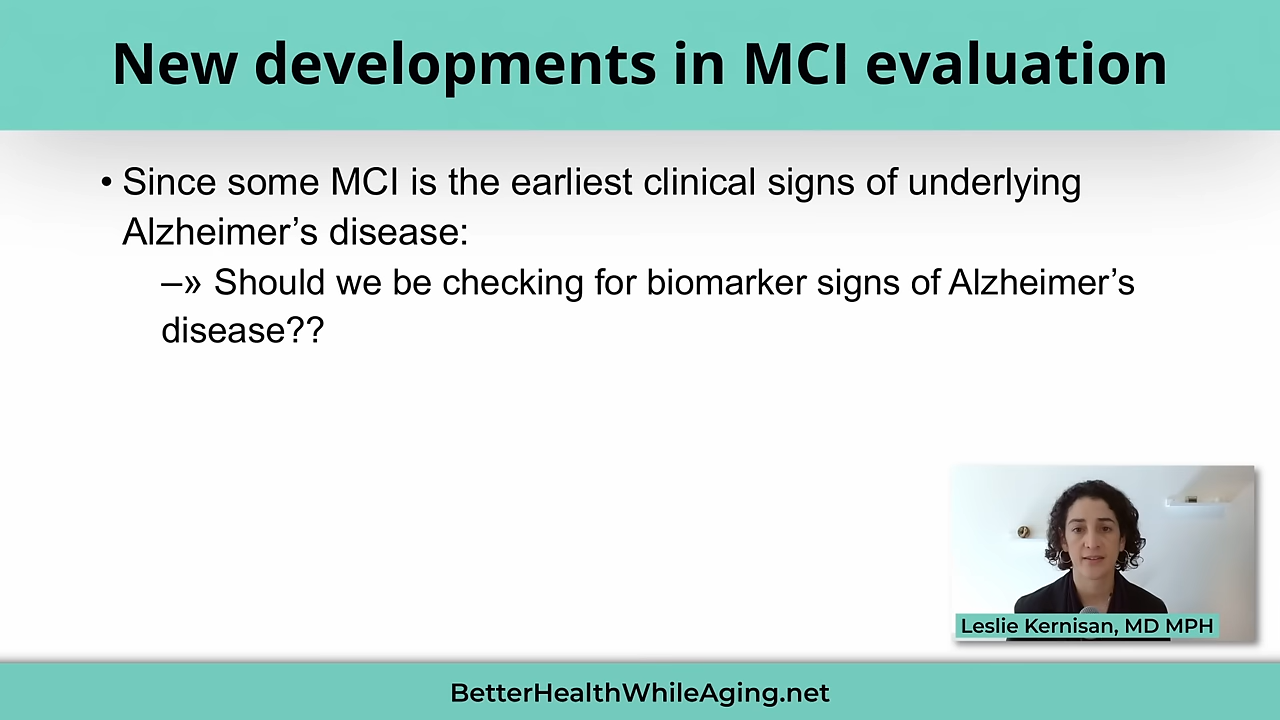 New developments in MCI evaluation
• Since some MCI is the earliest clinical signs of underlying
Alzheimer’s disease:
–» Should we be checking for biomarker signs of Alzheimer’s
disease??
Leslie Kernisan, MD MPH
BetterHealthWhileAging.net